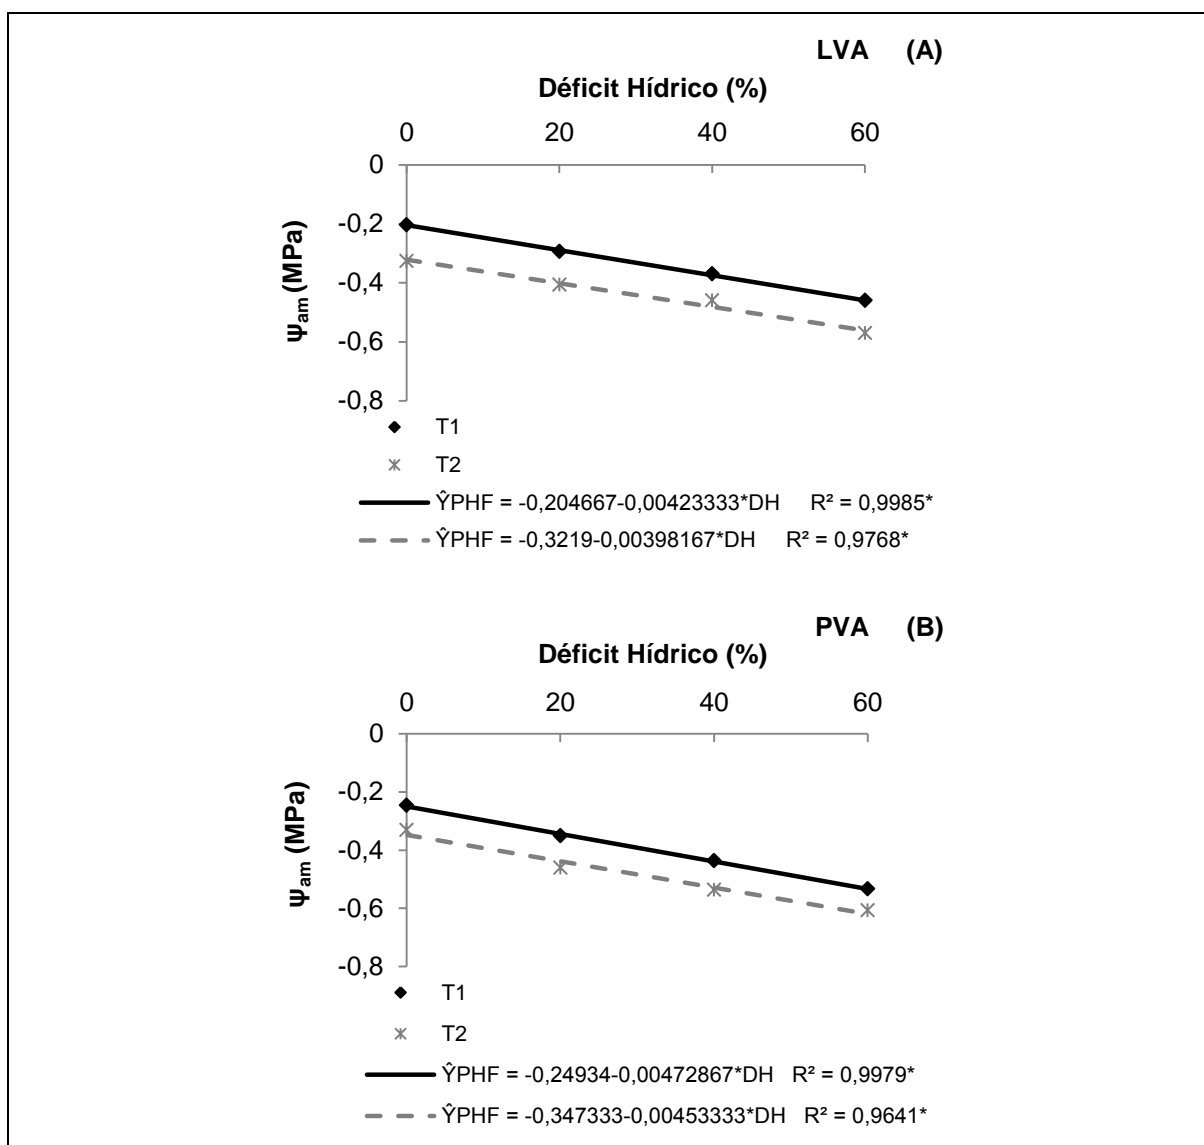 LVA (A)
Déficit Hídrico (%)
0 20 40 60
0
-0,2
-0,4
-0,6
-0,8
Ψam (MPa)
T1
T2
ŶPHF = -0,204667-0,00423333*DH R² = 0,9985*
ŶPHF = -0,3219-0,00398167*DH R² = 0,9768*
PVA (B)
Déficit Hídrico (%)
0 20 40 60
0
-0,2
-0,4
-0,6
-0,8
Ψam (MPa)
T1
T2
ŶPHF = -0,24934-0,00472867*DH R² = 0,9979*
ŶPHF = -0,347333-0,00453333*DH R² = 0,9641*